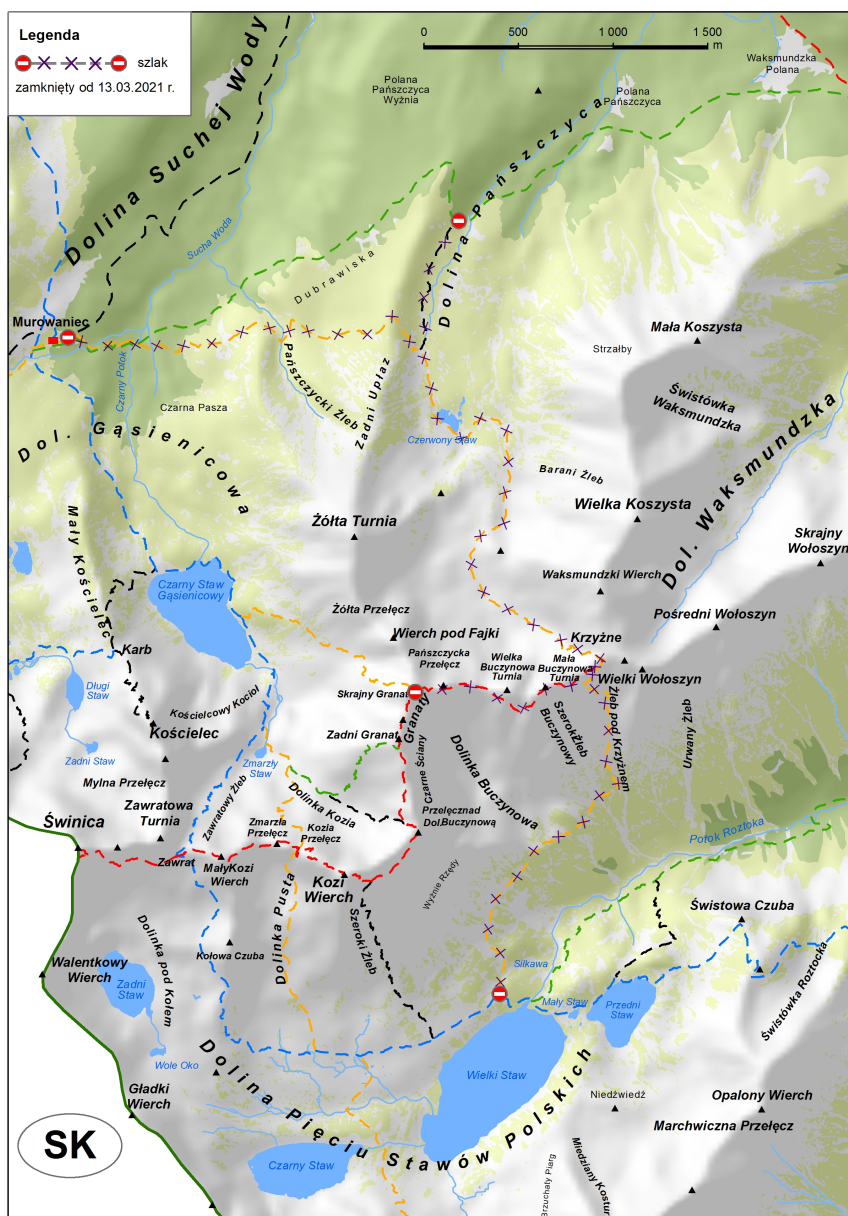 Legenda
szlak
zamknięty od 13.03.2021 r.
0
500
1 000
1 500
m
Dolina Suchej Wody
Polana
Pańszczyca
Wyżnia
Polana
Pańszczyca
Waksmundzka
Polana
Dolina Pańszczyca
Sucha Woda
Dubrawiska
Murowaniec
Mała Koszysta
Strzałby
Czarny Potok
Pańszczycki Żleb
Zadni Upłaz
Czarna Pasza
Świstówka
Waksmundzka
Dol. Gąsienicowa
Czerwony Staw
Barani Żleb
Dol. Waksmundzka
Wielka Koszysta
Żółta Turnia
Skrajny
Wołoszyn
Mały Kościelec
Czarny Staw
Gąsienicowy
Waksmundzki Wierch
Żółta Przełęcz
Pośredni Wołoszyn
Wierch pod Fajki
Krzyżne
Karb
Pańszczycka
Przełęcz
Wielka
Buczynowa
Turnia
Mała
Buczynowa
Turnia
Wielki Wołoszyn
Długi
Staw
Skrajny Granat
Kościelcowy Kocioł
Granaty
Kościelec
Zadni Granat
Szeroki Żleb
Buczynowy
Żleb pod Krzyżnem
Urwany Żleb
Zadni Staw
Zmarzły
Staw
Czarne Ściany
Dolinka Buczynowa
Mylna Przełęcz
Dolinka Kozia
Zawratowa
Turnia
Zawratowy Żleb
Świnica
Zmarzła
Przełęcz
Kozia
Przełęcz
Przełęcz nad
Dol. Buczynową
Potok Roztoka
Zawrat
Mały Kozi
Wierch
Kozi
Wierch
Wyżnie Rzędy
Szeroki Żleb
Świstowa Czuba
Dolinka Pusta
Dolinka pod Kołem
Kołowa Czuba
Walentkowy
Wierch
Siklawa
Świstówka Roztocka
Zadni
Staw
Mały Staw
Przedni
Staw
Wole Oko
Wielki Staw
Gładki
Wierch
Dolina Pięciu Stawów Polskich
Niedźwiedź
Opalony Wierch
Marchwiczna Przełęcz
SK
Czarny Staw
Brzuchaty Piarg
Miedziany Kostur